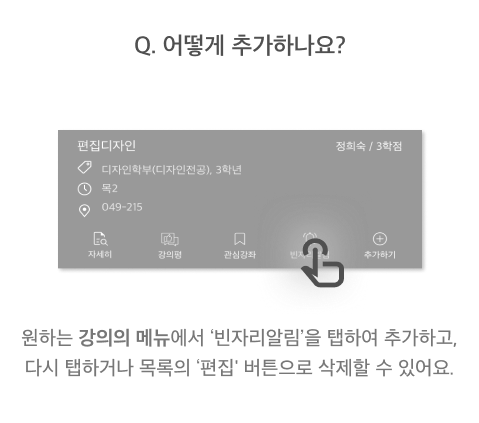 Q. 어떻게 추가하나요?
편집디자인
정희숙 / 3학점
디자인학부(디자인전공), 3학년
목2
049-215
자세히
강의평
관심강좌
추가하기
원하는 강의의 메뉴에서 ‘빈자리알림’을 탭하여 추가하고,
다시 탭하거나 목록의 ‘편집’ 버튼으로 삭제할 수 있어요.